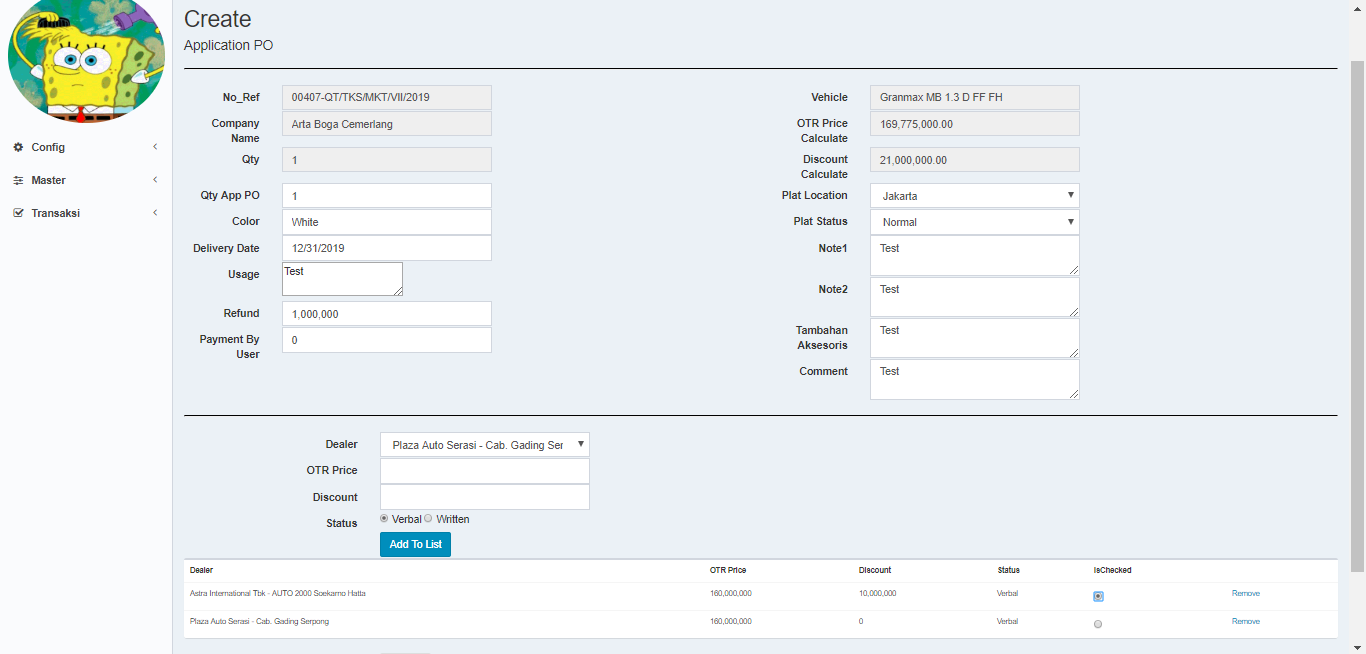 Create
Application PO
Config
Master
Transaksi
No_Ref 00407-QT/TKS/MKT/VII/2019
Company Name Arta Boga Cemerlang
Qty 1
Qty App PO 1
Color White
Delivery Date 12/31/2019
Usage Test
Refund 1,000,000
Payment By User 0
Vehicle Granmax MB 1.3 D FF FH
OTR Price Calculate 169,775,000.00
Discount Calculate 21,000,000.00
Plat Location Jakarta
Plat Status Normal
Note1 Test
Note2 Test
Tambahan Aksesoris Test
Comment Test
Dealer Plaza Auto Serasi - Cab. Gading Ser
OTR Price
Discount
Status Verbal Written
Add To List
Dealer OTR Price Discount Status IsChecked
Astra International Tbk - AUTO 2000 Soekarno Hatta 160,000,000 10,000,000 Verbal Remove
Plaza Auto Serasi - Cab. Gading Serpong 160,000,000 0 Verbal Remove